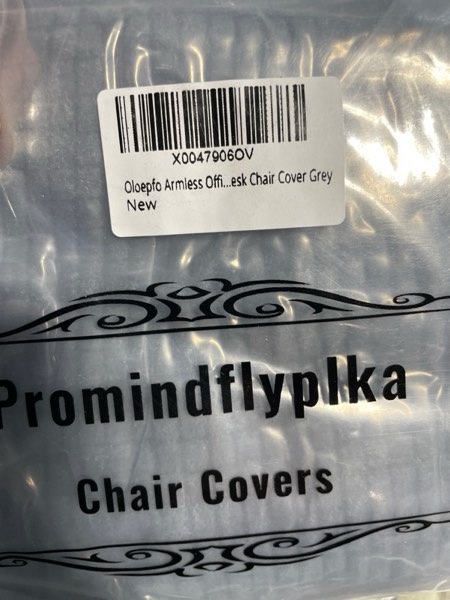 X0047906OV
Oloepfo Armless Offi...esk Chair Cover Grey
New
Promindflyplka
Chair Covers